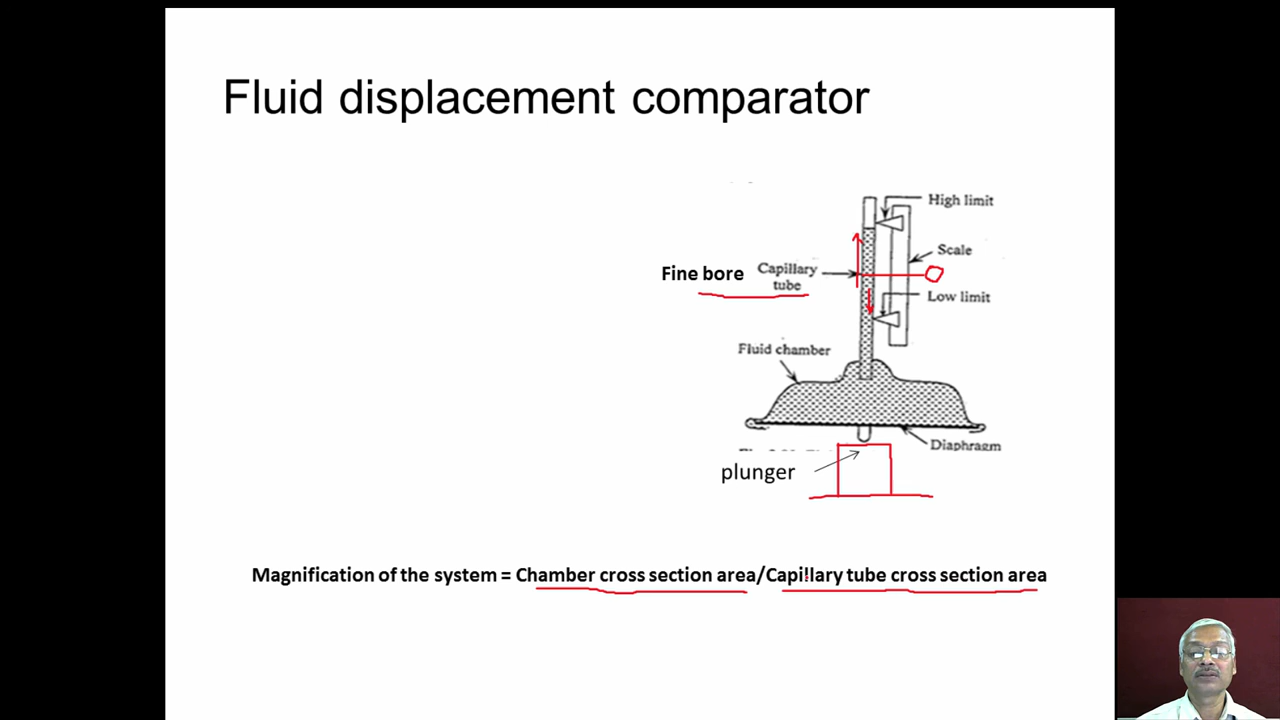 Fluid displacement comparator
High limit
Scale
Fine bore
Capillary
tube
Low limit
Fluid chamber
Diaphragm
plunger
Magnification of the system = Chamber cross section area/Capillary tube cross section area